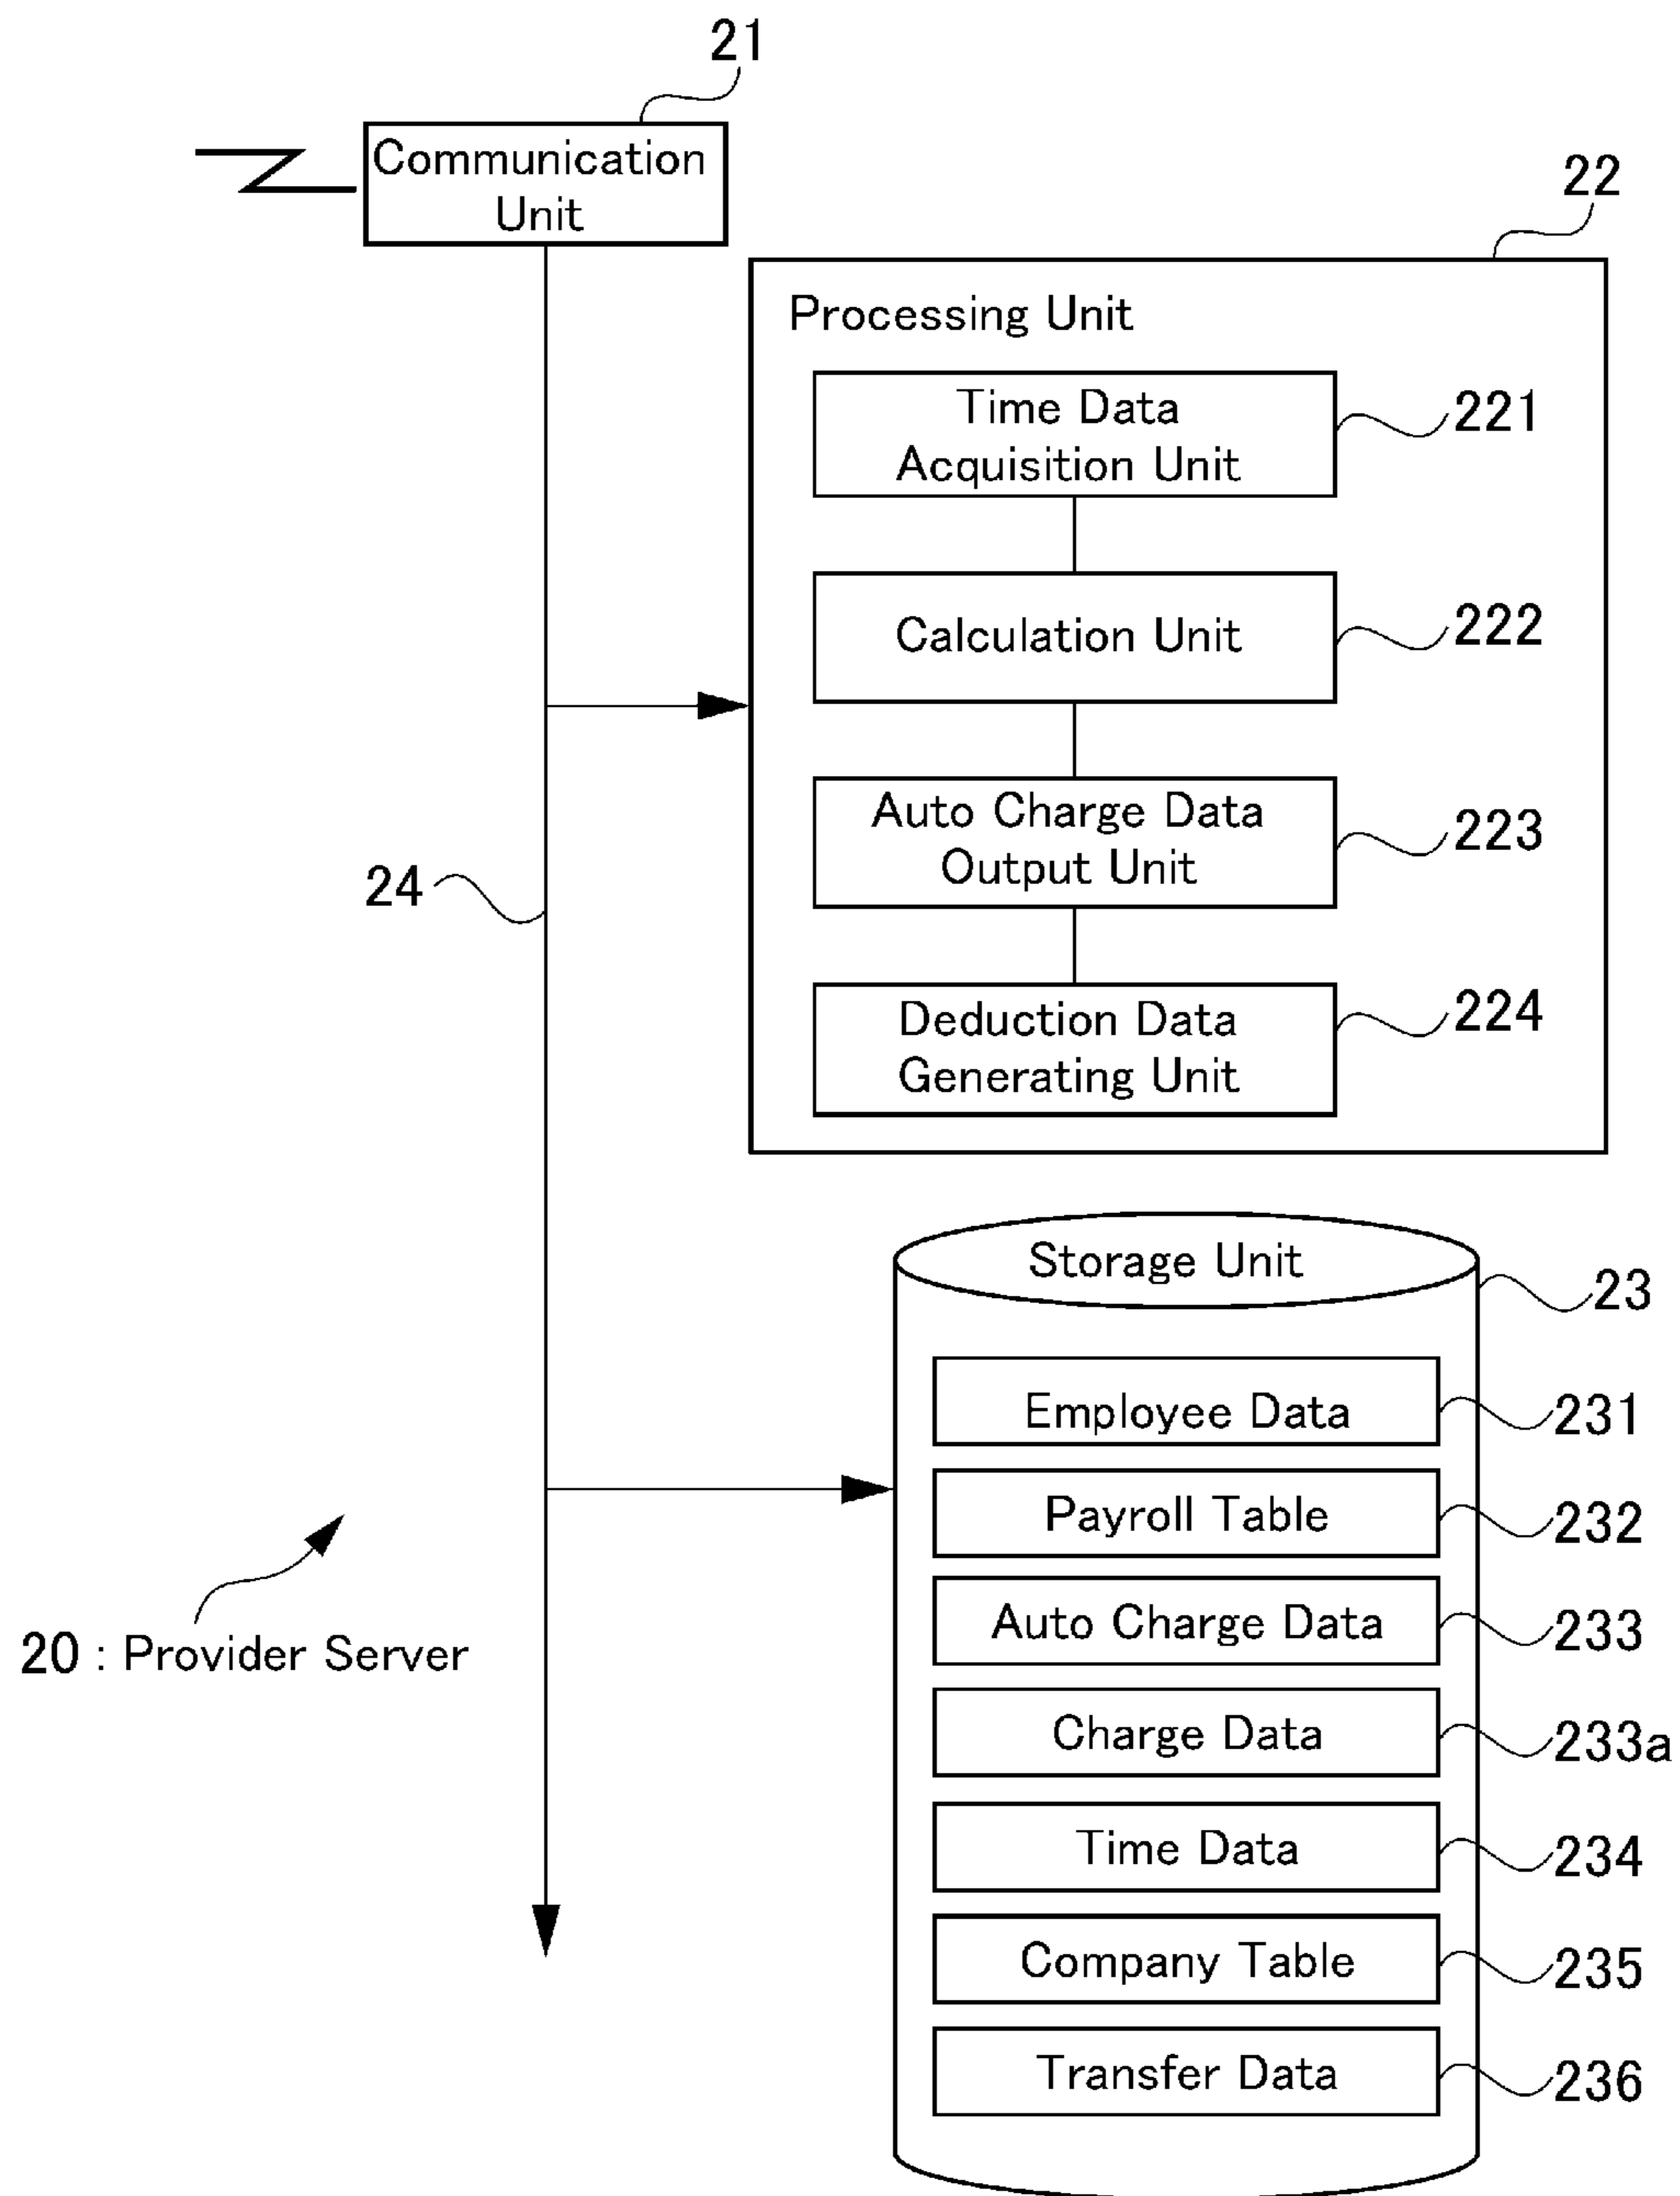 21
Communication
Unit
22
Processing Unit
Time Data
Acquisition Unit
221
Calculation Unit
222
Auto Charge Data
Output Unit
223
24
Deduction Data
Generating Unit
224
Storage Unit
23
Employee Data
231
Payroll Table
232
Auto Charge Data
233
20 : Provider Server
Charge Data
233a
Time Data
234
Company Table
235
Transfer Data
236